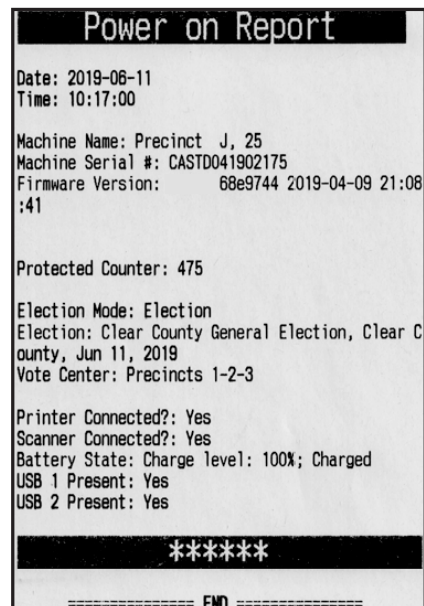 Power on Report
Date: 2019-06-11
Time: 10:17:00
Machine Name: Precinct J, 25
Machine Serial #: CASTD041902175
Firmware Version: 68e9744 2019-04-09 21:08
:41
Protected Counter: 475
Election Mode: Election
Election: Clear County General Election, Clear C
ounty, Jun 11, 2019
Vote Center: Precincts 1-2-3
Printer Connected?: Yes
Scanner Connected?: Yes
Battery State: Charge level: 100%; Charged
USB 1 Present: Yes
USB 2 Present: Yes
******
=============== END ===============